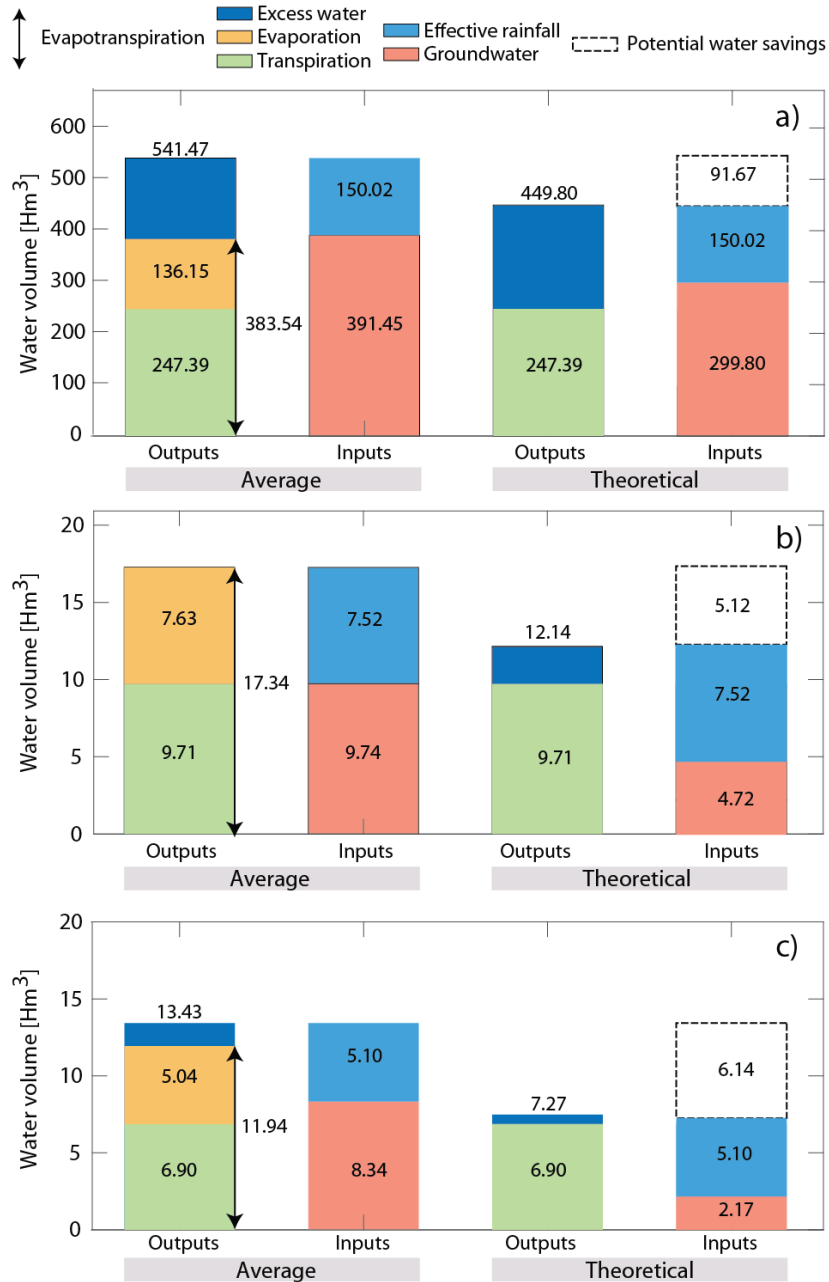 Evapotranspiration
Excess water
Evaporation
Transpiration
Effective rainfall
Groundwater
Potential water savings
a)
Water volume [Hm³]
600
500
400
300
200
100
0
541.47
136.15
247.39
383.54
150.02
391.45
449.80
247.39
91.67
150.02
299.80
Outputs Inputs Outputs Inputs
Average Theoretical
b)
Water volume [Hm³]
20
15
10
5
0
7.63
9.71
17.34
7.52
9.74
12.14
9.71
5.12
7.52
4.72
Outputs Inputs Outputs Inputs
Average Theoretical
c)
Water volume [Hm³]
20
15
10
5
0
13.43
5.04
6.90
11.94
5.10
8.34
7.27
6.90
6.14
5.10
2.17
Outputs Inputs Outputs Inputs
Average Theoretical